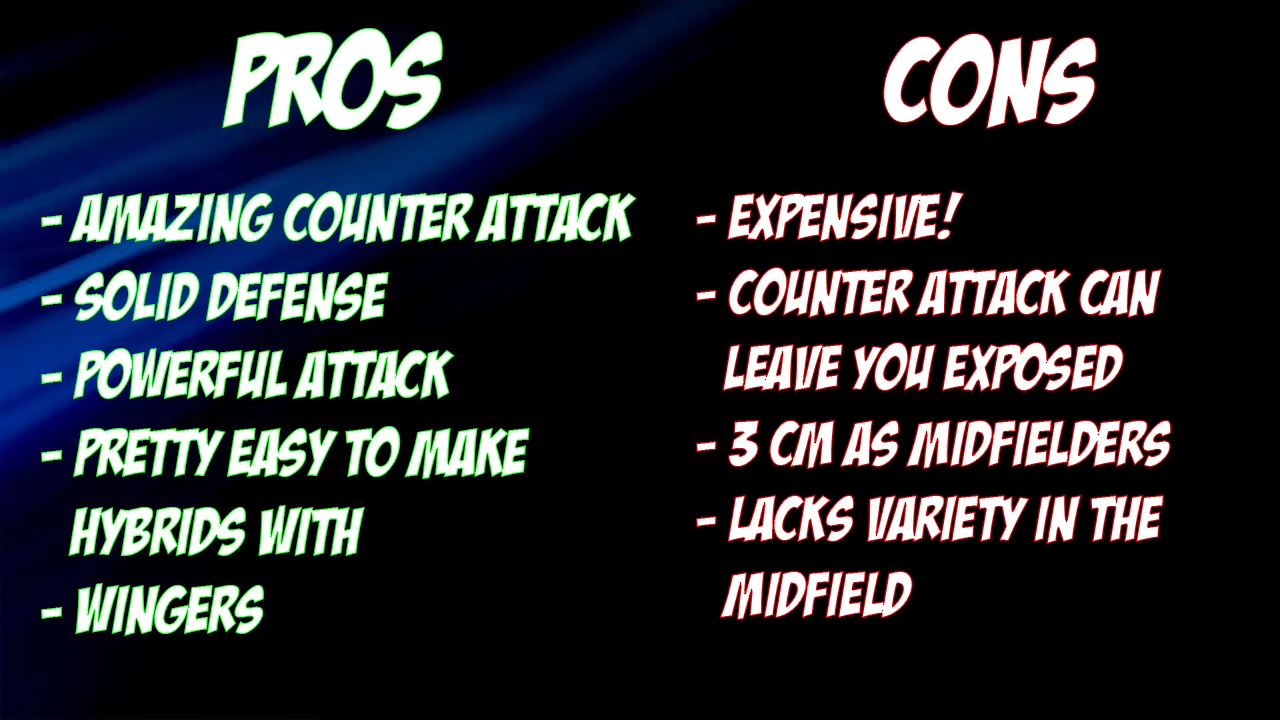 PROS
- AMAZING COUNTER ATTACK
- SOLID DEFENSE
- POWERFUL ATTACK
- PRETTY EASY TO MAKE
HYBRIDS WITH
- WINGERS
CONS
- EXPENSIVE!
- COUNTER ATTACK CAN
LEAVE YOU EXPOSED
- 3 CM AS MIDFIELDERS
- LACKS VARIETY IN THE
MIDFIELD